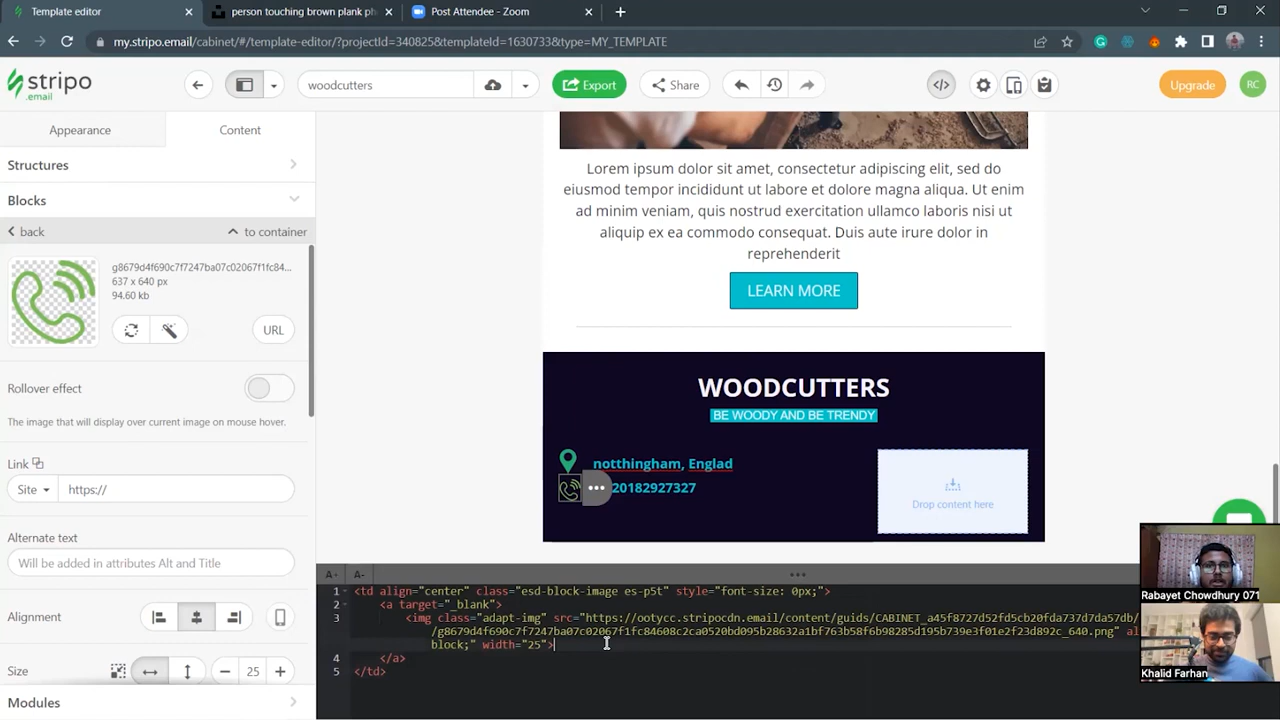 Template editor
person touching brown plank ph
Post Attendee - Zoom
my.stripo.email/cabinet/#/template-editor/?projectId=340825&templateId=1630733&type=MY_TEMPLATE
stripo
.email
woodcutters
Export
Share
Upgrade
RC
Appearance
Content
Structures
Blocks
back
to container
g8679d4f690c7f7247ba07c02067f1fc84...
637 x 640 px
94.60 kb
URL
Rollover effect
The image that will display over current image on mouse hover.
Link
Site
https://
Alternate text
Will be added in attributes Alt and Title
Alignment
Size
25
Modules
Lorem ipsum dolor sit amet, consectetur adipiscing elit, sed do
eiusmod tempor incididunt ut labore et dolore magna aliqua. Ut enim
ad minim veniam, quis nostrud exercitation ullamco laboris nisi ut
aliquip ex ea commodo consequat. Duis aute irure dolor in
reprehenderit
LEARN MORE
WOODCUTTERS
BE WOODY AND BE TRENDY
notthingham, Englad
20182927327
Drop content here
A+ A-
1 <td align="center" class="esd-block-image es-p5t" style="font-size: 0px;">
2 <a target="_blank">
3 <img class="adapt-img" src="https://ootycc.stripocdn.email/content/guids/CABINET_a45f8727d52fd5cb20fda737d7da57db/
/g8679d4f690c7f7247ba07c02067f1fc84608c2ca0520bd095b28632a1bf763b58f6b98285d195b739e3f01e2f23d892c_640.png" al
block;" width="25">
4 </a>
5 </td>
Rabayet Chowdhury 071
Khalid Farhan